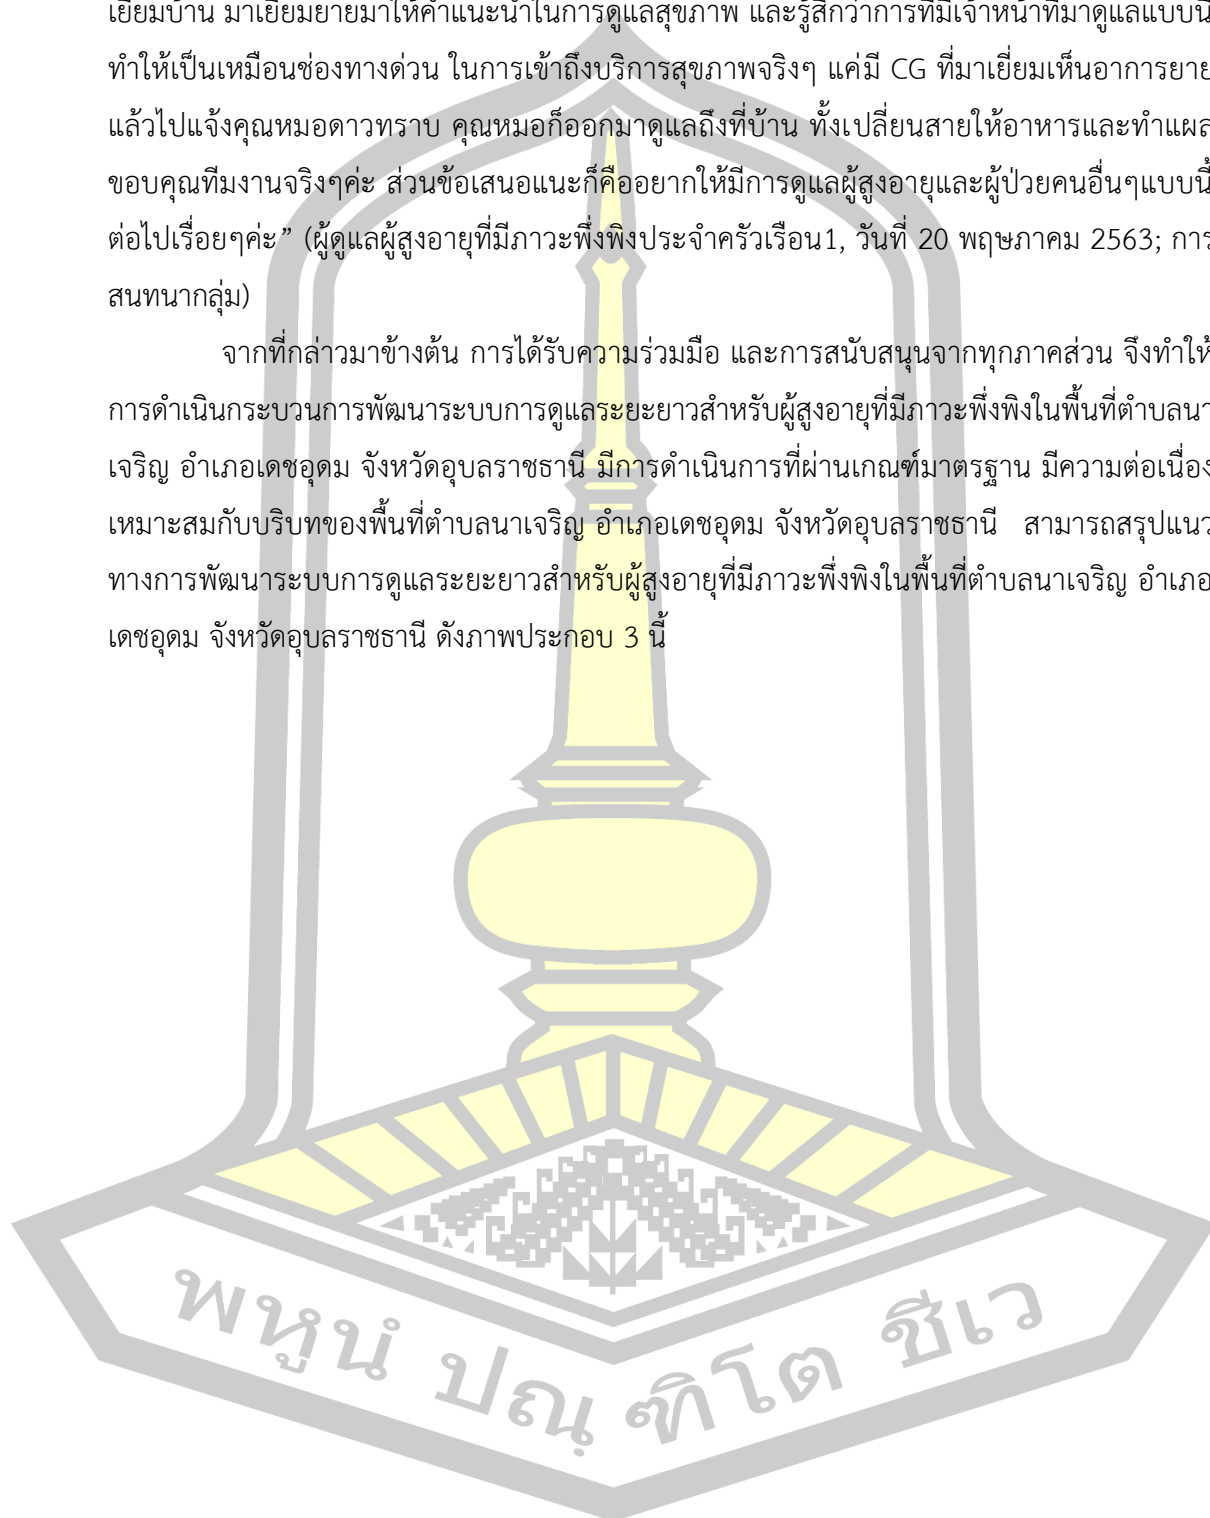 เยี่ยมบ้าน มาเยี่ยมยายมาให้คำแนะนำในการดูแลสุขภาพ และรู้สึกว่าการที่มีเจ้าหน้าที่มาดูแลแบบนี้
ทำให้เป็นเหมือนช่องทางด่วน ในการเข้าถึงบริการสุขภาพจริงๆ แค่มี CG ที่มาเยี่ยมเห็นอาการยาย
แล้วไปแจ้งคุณหมอดาวทราบ คุณหมอก็ออกมาดูแลถึงที่บ้าน ทั้งเปลี่ยนสายให้อาหารและทำแผล
ขอบคุณทีมงานจริงๆค่ะ ส่วนข้อเสนอแนะก็คืออยากให้มีการดูแลผู้สูงอายุและผู้ป่วยคนอื่นๆแบบนี้
ต่อไปเรื่อยๆค่ะ” (ผู้ดูแลผู้สูงอายุที่มีภาวะพึ่งพิงประจำครัวเรือน1, วันที่ 20 พฤษภาคม 2563; การ
สนทนากลุ่ม)
จากที่กล่าวมาข้างต้น การได้รับความร่วมมือ และการสนับสนุนจากทุกภาคส่วน จึงทำให้
การดำเนินกระบวนการพัฒนาระบบการดูแลระยะยาวสำหรับผู้สูงอายุที่มีภาวะพึ่งพิงในพื้นที่ตำบลนา
เจริญ อำเภอเดชอุดม จังหวัดอุบลราชธานี มีการดำเนินการที่ผ่านเกณฑ์มาตรฐาน มีความต่อเนื่อง
เหมาะสมกับบริบทของพื้นที่ตำบลนาเจริญ อำเภอเดชอุดม จังหวัดอุบลราชธานี สามารถสรุปแนว
ทางการพัฒนาระบบการดูแลระยะยาวสำหรับผู้สูงอายุที่มีภาวะพึ่งพิงในพื้นที่ตำบลนาเจริญ อำเภอ
เดชอุดม จังหวัดอุบลราชธานี ดังภาพประกอบ 3 นี้
พหูนํ ปณฺฑิโต ชีเว